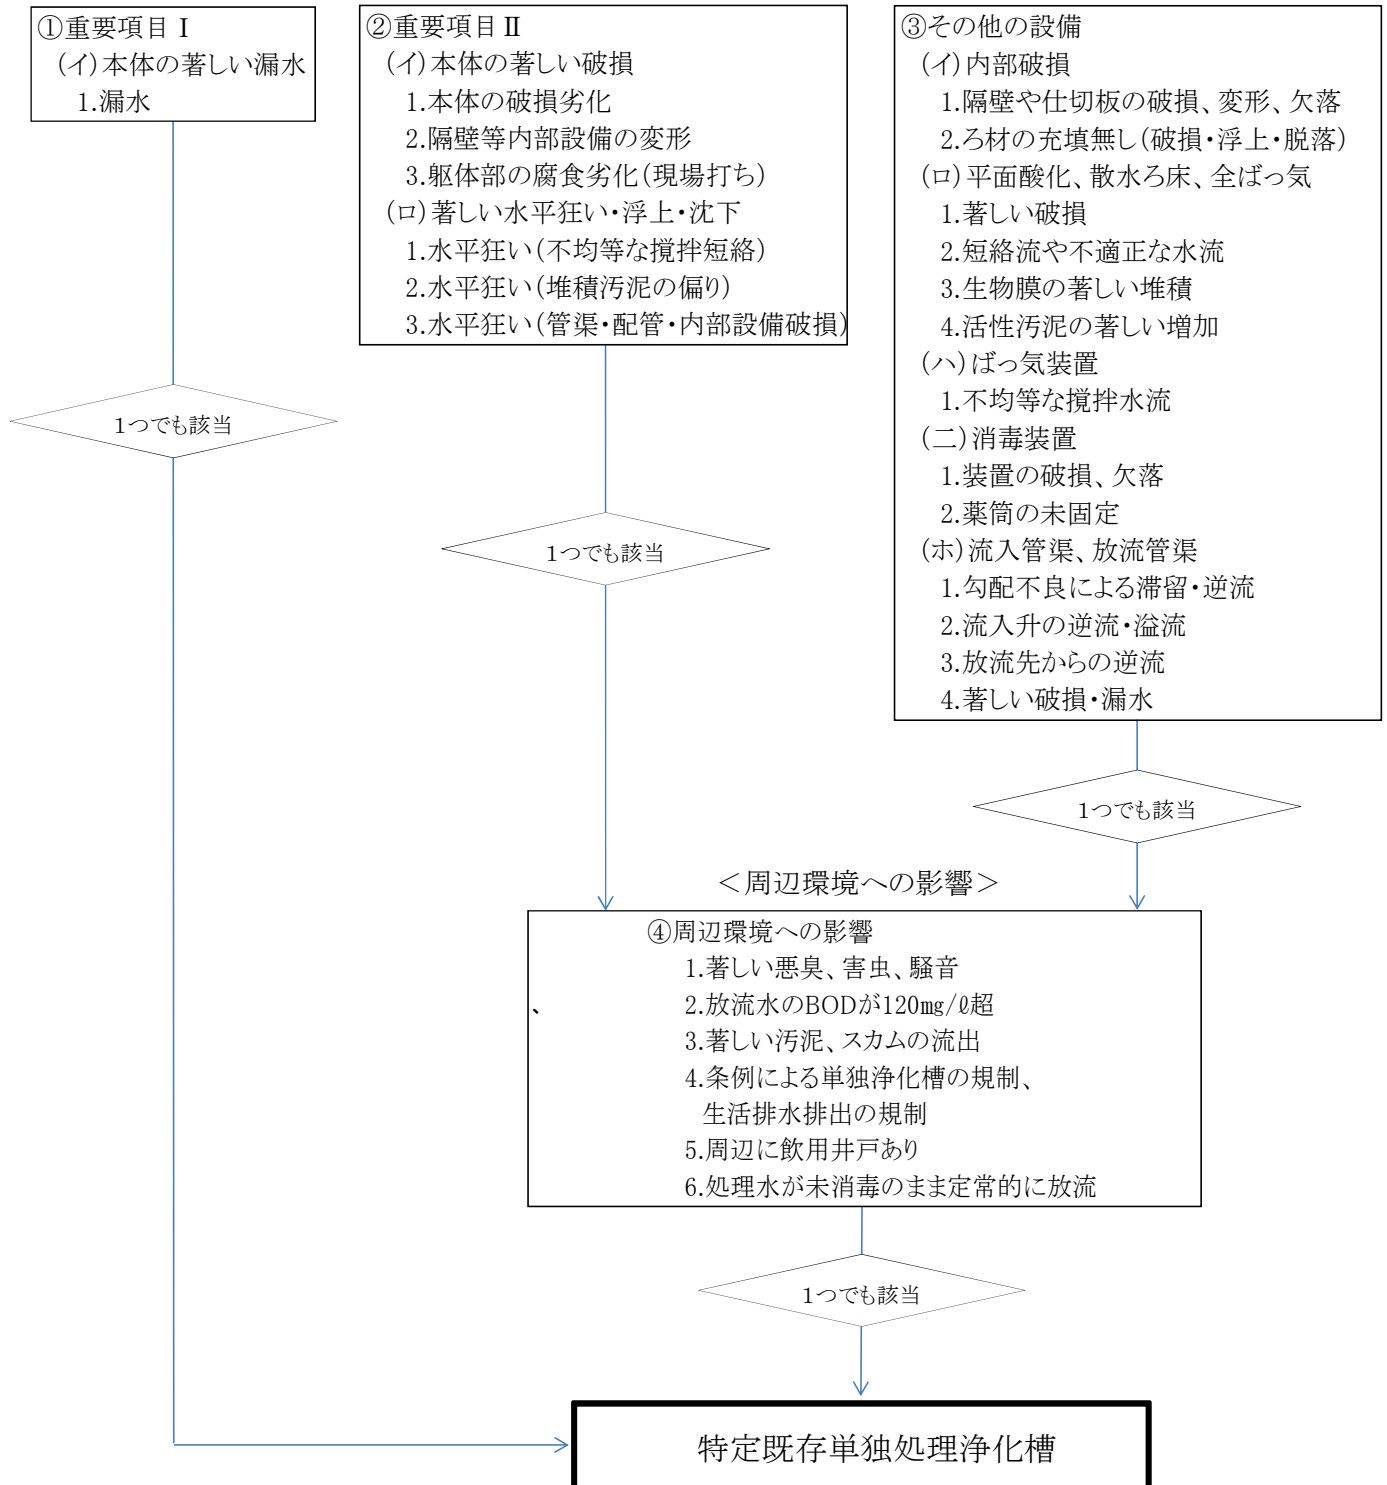 ①重要項目Ⅰ
(イ)本体の著しい漏水
1.漏水
②重要項目Ⅱ
(イ)本体の著しい破損
1.本体の破損劣化
2.隔壁等内部設備の変形
3.躯体部の腐食劣化(現場打ち)
(ロ)著しい水平狂い・浮上・沈下
1.水平狂い(不均等な撹拌短絡)
2.水平狂い(堆積汚泥の偏り)
3.水平狂い(管渠・配管・内部設備破損)
③その他の設備
(イ)内部破損
1.隔壁や仕切板の破損、変形、欠落
2.ろ材の充填無し(破損・浮上・脱落)
(ロ)平面酸化、散水ろ床、全ばっ気
1.著しい破損
2.短絡流や不適正な水流
3.生物膜の著しい堆積
4.活性汚泥の著しい増加
(ハ)ばっ気装置
1.不均等な撹拌水流
(二)消毒装置
1.装置の破損、欠落
2.薬筒の未固定
(ホ)流入管渠、放流管渠
1.勾配不良による滞留・逆流
2.流入升の逆流・溢流
3.放流先からの逆流
4.著しい破損・漏水
1つでも該当
1つでも該当
1つでも該当
＜周辺環境への影響＞
④周辺環境への影響
1.著しい悪臭、害虫、騒音
、
2.放流水のBODが120㎎/ℓ超
3.著しい汚泥、スカムの流出
4.条例による単独浄化槽の規制、
生活排水排出の規制
5.周辺に飲用井戸あり
6.処理水が未消毒のまま定常的に放流
1つでも該当
特定既存単独処理浄化槽